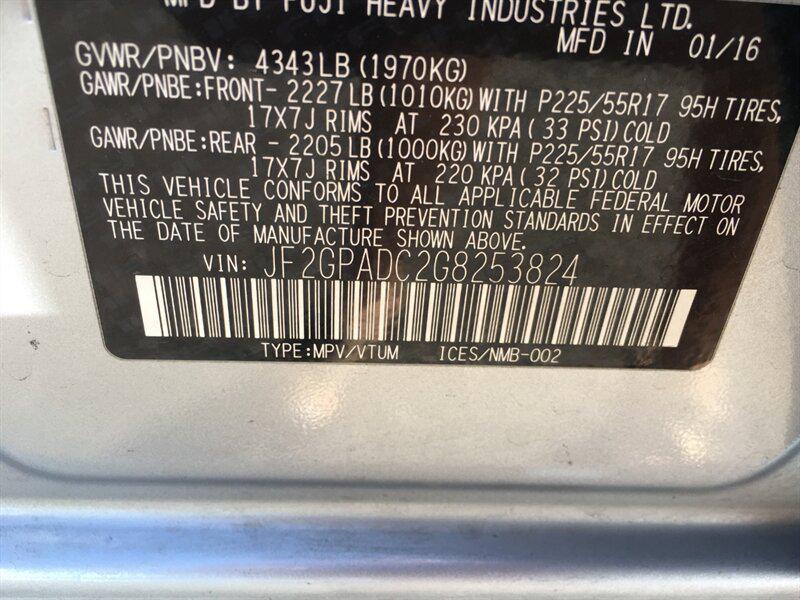 MFD BY FUJI HEAVY INDUSTRIES LTD.
MFD IN 01/16
GVWR/PNBV: 4343LB(1970KG)
GAWR/PNBE:FRONT- 2227LB(1010KG)WITH P225/55R17 95H TIRES,
17X7J RIMS AT 230 KPA( 33 PSI)COLD
GAWR/PNBE:REAR - 2205LB(1000KG)WITH P225/55R17 95H TIRES,
17X7J RIMS AT 220 KPA( 32 PSI)COLD
THIS VEHICLE CONFORMS TO ALL APPLICABLE FEDERAL MOTOR
VEHICLE SAFETY AND THEFT PREVENTION STANDARDS IN EFFECT ON
THE DATE OF MANUFACTURE SHOWN ABOVE.
VIN: JF2GPADC2G8253824
TYPE:MPV/VTUM ICES/NMB-002